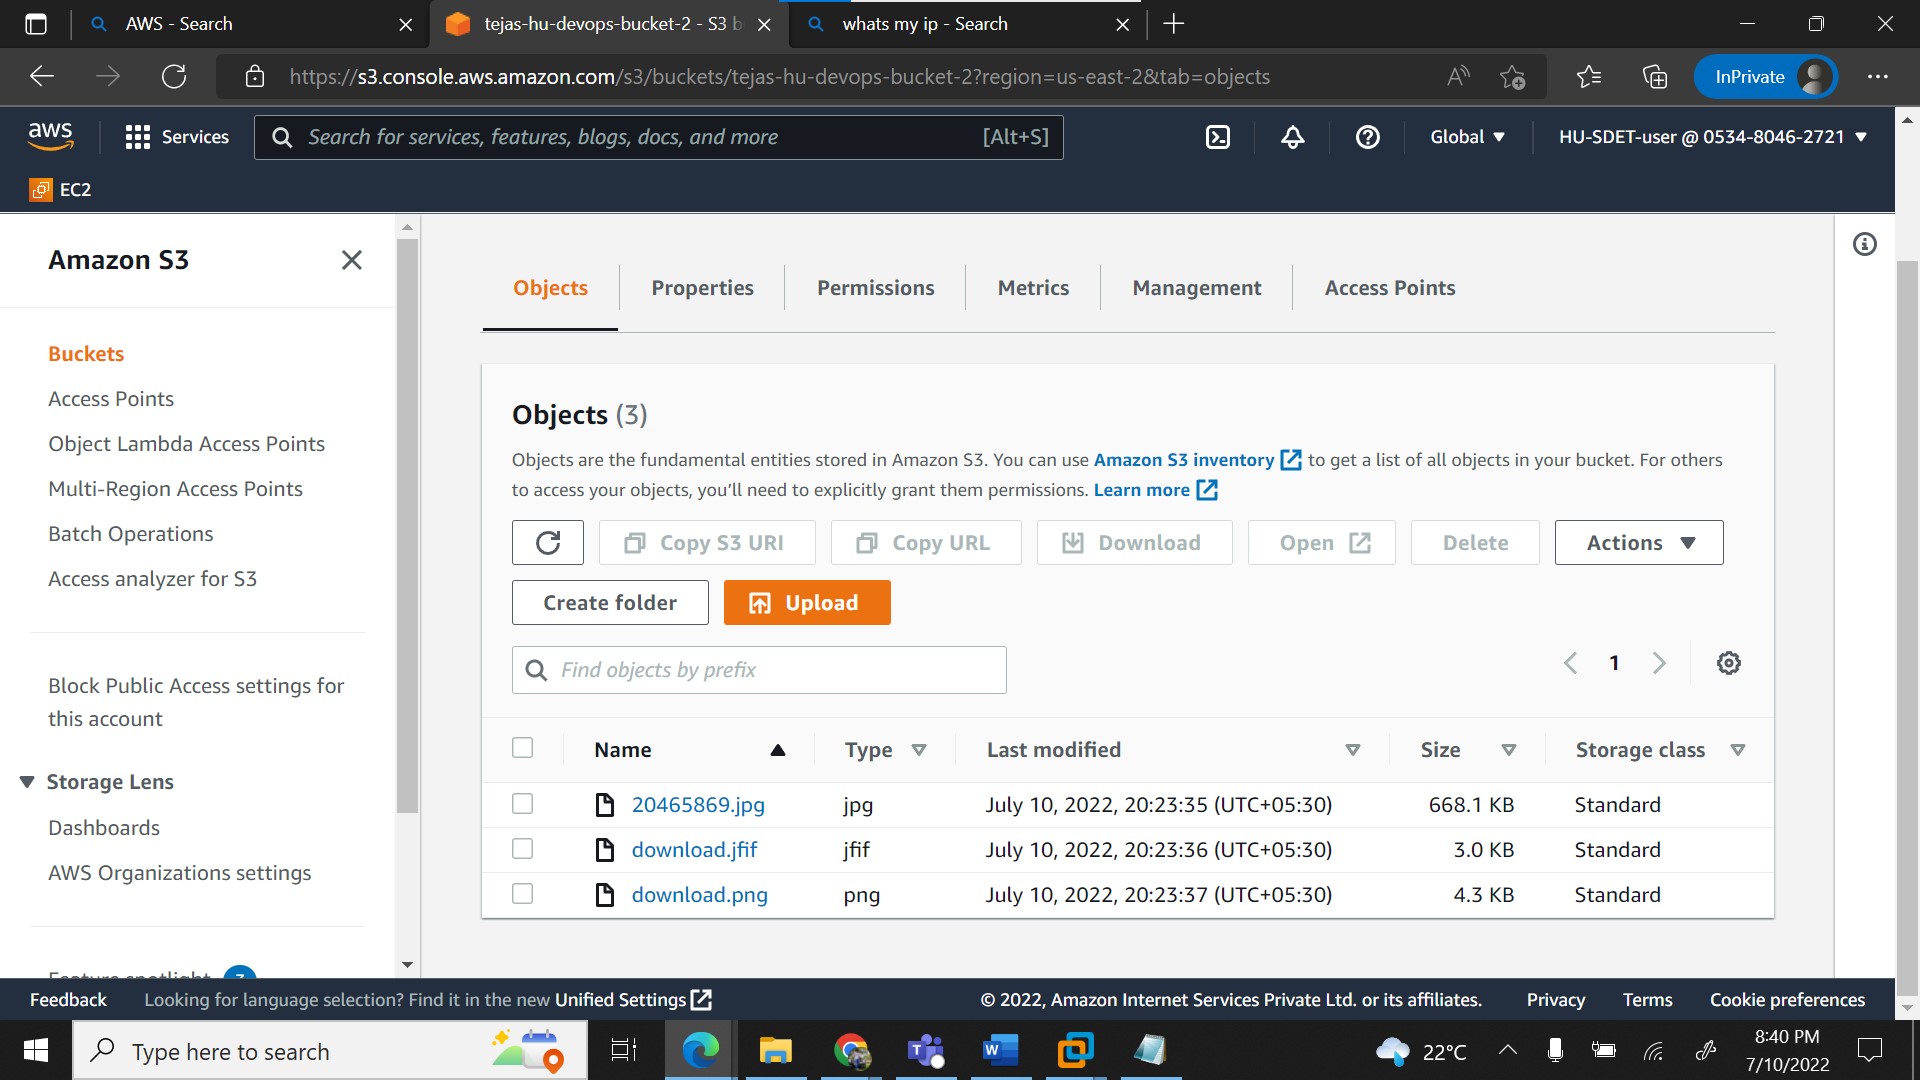 AWS - Search
tejas-hu-devops-bucket-2 - S3 b
whats my ip - Search
https://s3.console.aws.amazon.com/s3/buckets/tejas-hu-devops-bucket-2?region=us-east-2&tab=objects
InPrivate
aws
Services
Search for services, features, blogs, docs, and more
[Alt+S]
Global
HU-SDET-user @ 0534-8046-2721
EC2
Amazon S3
Buckets
Access Points
Object Lambda Access Points
Multi-Region Access Points
Batch Operations
Access analyzer for S3
Block Public Access settings for
this account
Storage Lens
Dashboards
AWS Organizations settings
Feature spotlight
Objects
Properties
Permissions
Metrics
Management
Access Points
Objects (3)
Objects are the fundamental entities stored in Amazon S3. You can use Amazon S3 inventory to get a list of all objects in your bucket. For others
to access your objects, you’ll need to explicitly grant them permissions. Learn more
Copy S3 URI
Copy URL
Download
Open
Delete
Actions
Create folder
Upload
Find objects by prefix
1
Name Type Last modified Size Storage class
20465869.jpg jpg July 10, 2022, 20:23:35 (UTC+05:30) 668.1 KB Standard
download.jfif jfif July 10, 2022, 20:23:36 (UTC+05:30) 3.0 KB Standard
download.png png July 10, 2022, 20:23:37 (UTC+05:30) 4.3 KB Standard
Feedback
Looking for language selection? Find it in the new Unified Settings
© 2022, Amazon Internet Services Private Ltd. or its affiliates.
Privacy
Terms
Cookie preferences
Type here to search
22°C
8:40 PM
7/10/2022